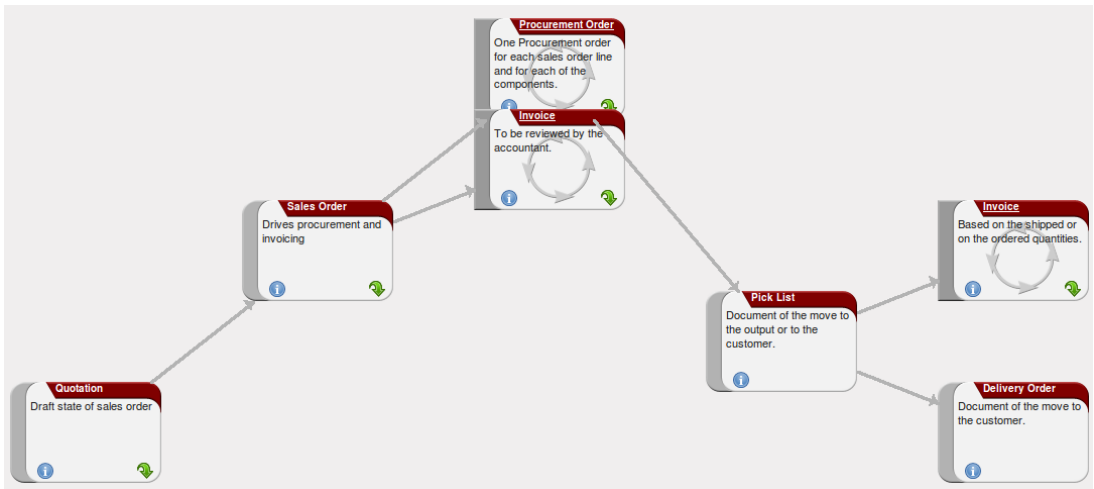 Procurement Order
One Procurement order
for each sales order line
and for each of the
components.
Invoice
To be reviewed by the
accountant.
Sales Order
Drives procurement and
invoicing
Invoice
Based on the shipped or
on the ordered quantities.
Pick List
Document of the move to
the output or to the
customer.
Quotation
Draft state of sales order
Delivery Order
Document of the move to
the customer.